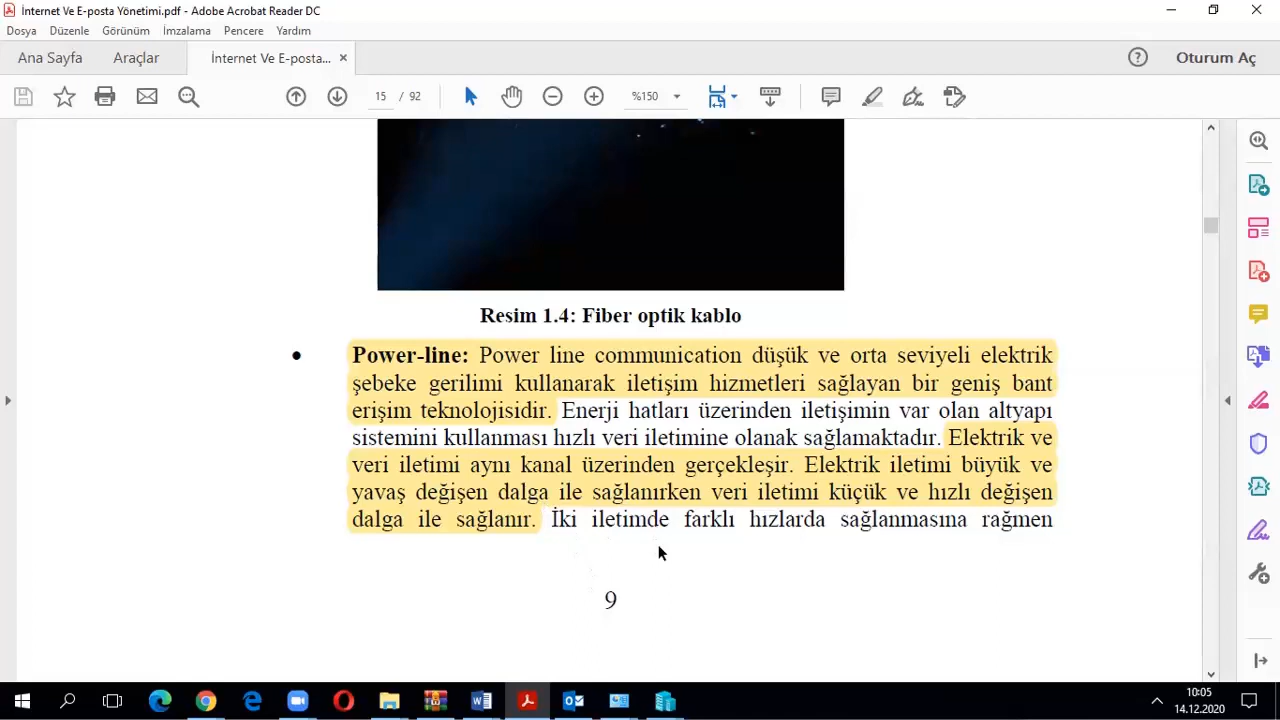 İnternet Ve E-posta Yönetimi.pdf - Adobe Acrobat Reader DC
Dosya Düzenle Görünüm İmzalama Pencere Yardım
Ana Sayfa Araçlar İnternet Ve E-posta... × Oturum Aç
15 / 92 %150
Resim 1.4: Fiber optik kablo
• Power-line: Power line communication düşük ve orta seviyeli elektrik
şebeke gerilimi kullanarak iletişim hizmetleri sağlayan bir geniş bant
erişim teknolojisidir. Enerji hatları üzerinden iletişimin var olan altyapı
sistemini kullanması hızlı veri iletimine olanak sağlamaktadır. Elektrik ve
veri iletimi aynı kanal üzerinden gerçekleşir. Elektrik iletimi büyük ve
yavaş değişen dalga ile sağlanırken veri iletimi küçük ve hızlı değişen
dalga ile sağlanır. İki iletimde farklı hızlarda sağlanmasına rağmen
9
10:05
14.12.2020